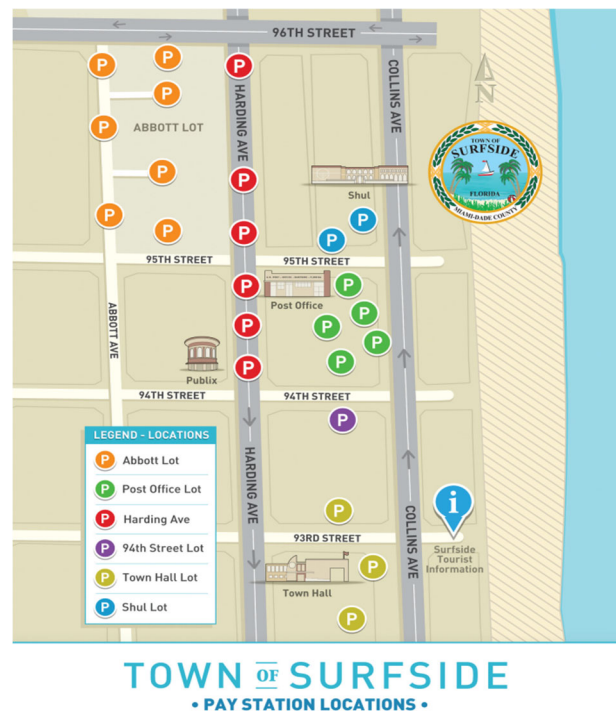 96TH STREET
P
P
P
P
P
ABBOTT LOT
P
P
P
P
HARDING AVE
COLLINS AVE
N
TOWN OF
SURFSIDE
FLORIDA
MIAMI-DADE COUNTY
P
P
Shul
P
P
P
95TH STREET
95TH STREET
P
P
Post Office
P
P
P
P
P
P
ABBOTT AVE
Publix
94TH STREET
94TH STREET
P
LEGEND - LOCATIONS
P Abbott Lot
P Post Office Lot
P Harding Ave
P 94th Street Lot
P Town Hall Lot
P Shul Lot
HARDING AVE
COLLINS AVE
P
i
93RD STREET
Surfside
Tourist
Information
P
Town Hall
P
TOWN OF SURFSIDE
• PAY STATION LOCATIONS •